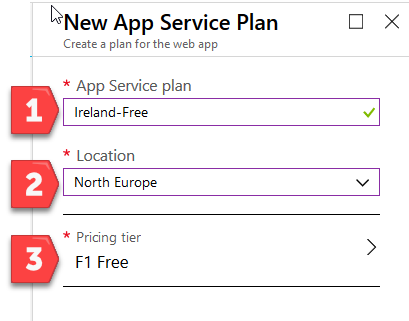 New App Service Plan
Create a plan for the web app
* App Service plan
1
Ireland-Free
* Location
2
North Europe
* Pricing tier
3
F1 Free